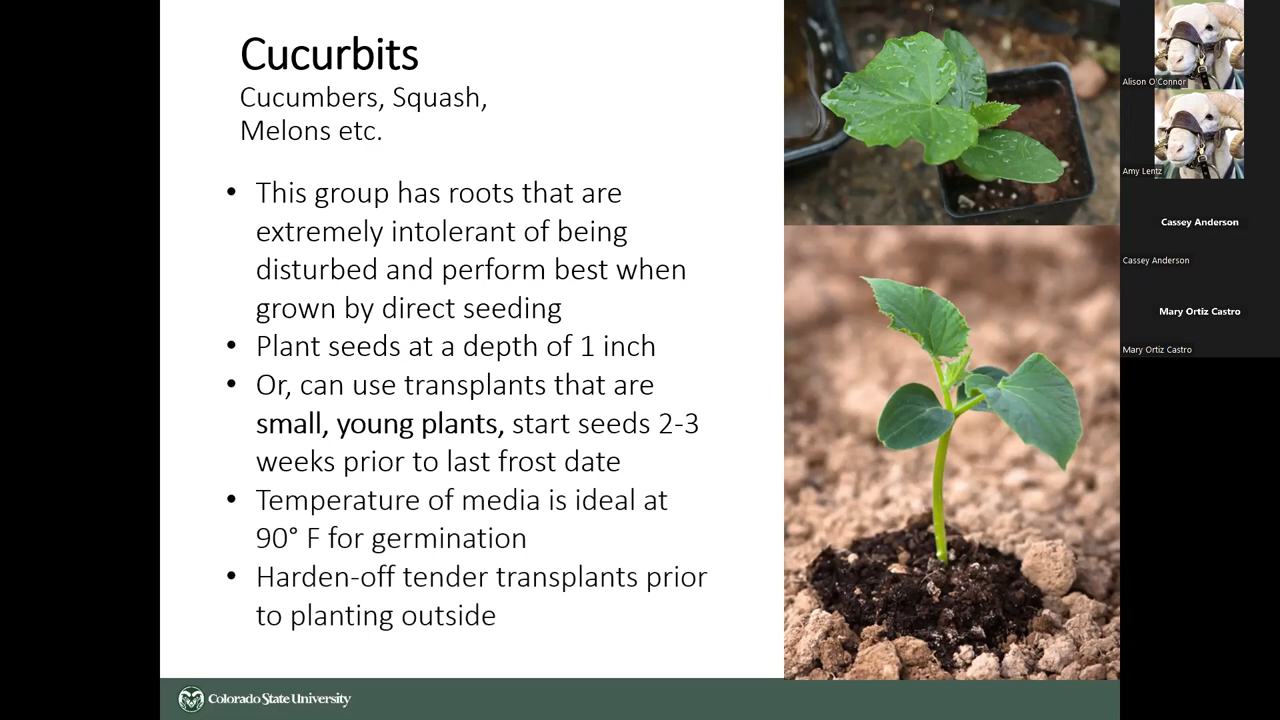 Cucurbits
Cucumbers, Squash,
Melons etc.
• This group has roots that are
extremely intolerant of being
disturbed and perform best when
grown by direct seeding
• Plant seeds at a depth of 1 inch
• Or, can use transplants that are
small, young plants, start seeds 2-3
weeks prior to last frost date
• Temperature of media is ideal at
90° F for germination
• Harden-off tender transplants prior
to planting outside
Colorado State University
Alison O'Connor
Amy Lentz
Cassey Anderson
Cassey Anderson
Mary Ortiz Castro
Mary Ortiz Castro